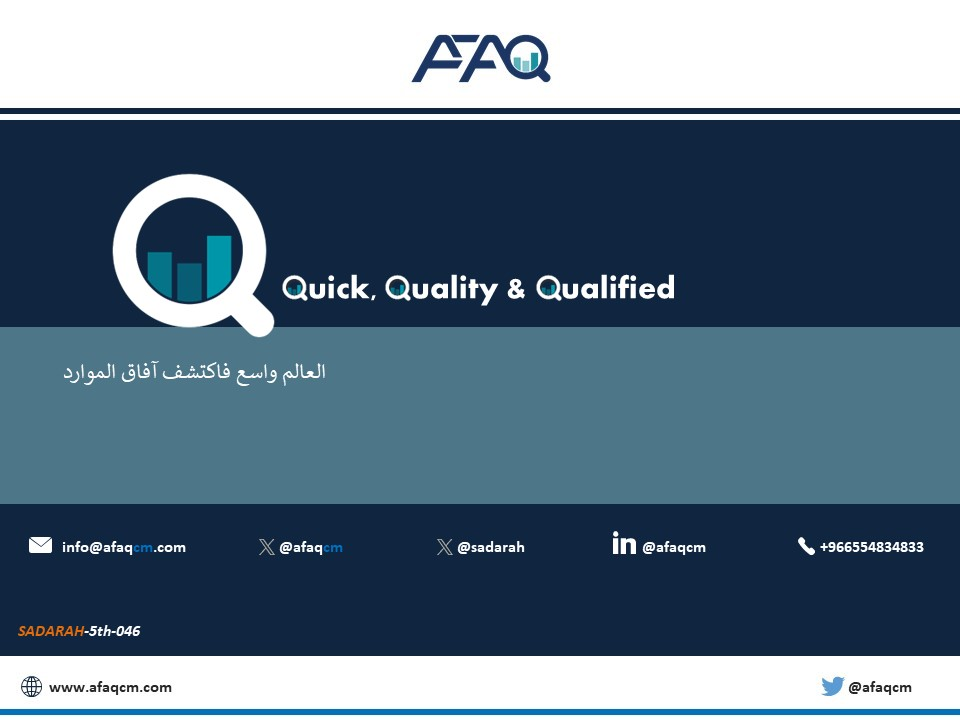 AFAQ
Quick, Quality & Qualified
العالم واسع فاكتشف آفاق الموارد
info@afaqcm.com
@afaqcm
@sadarah
in @afaqcm
+966554834833
SADARAH-5th-046
www.afaqcm.com
@afaqcm